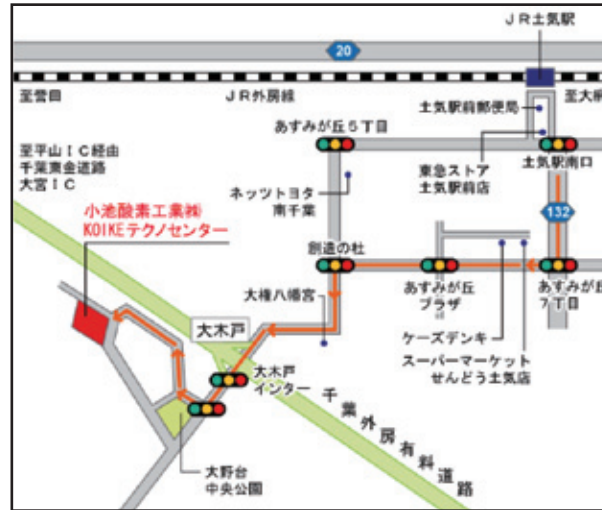 JR土気駅
20
至誉田
JR外房線
至大網
土気駅前郵便局
あすみが丘5丁目
至平山IC経由
千葉東金道路
大宮IC
東急ストア
土気駅前店
土気駅南口
ネッツトヨタ
南千葉
132
小池酸素工業㈱
KOIKEテクノセンター
創造の杜
大椎八幡宮
あすみが丘
プラザ
あすみが丘
7丁目
大木戸
ケーズデンキ
スーパーマーケット
せんどう土気店
大木戸
インター
千葉外房有料道路
大野台
中央公園